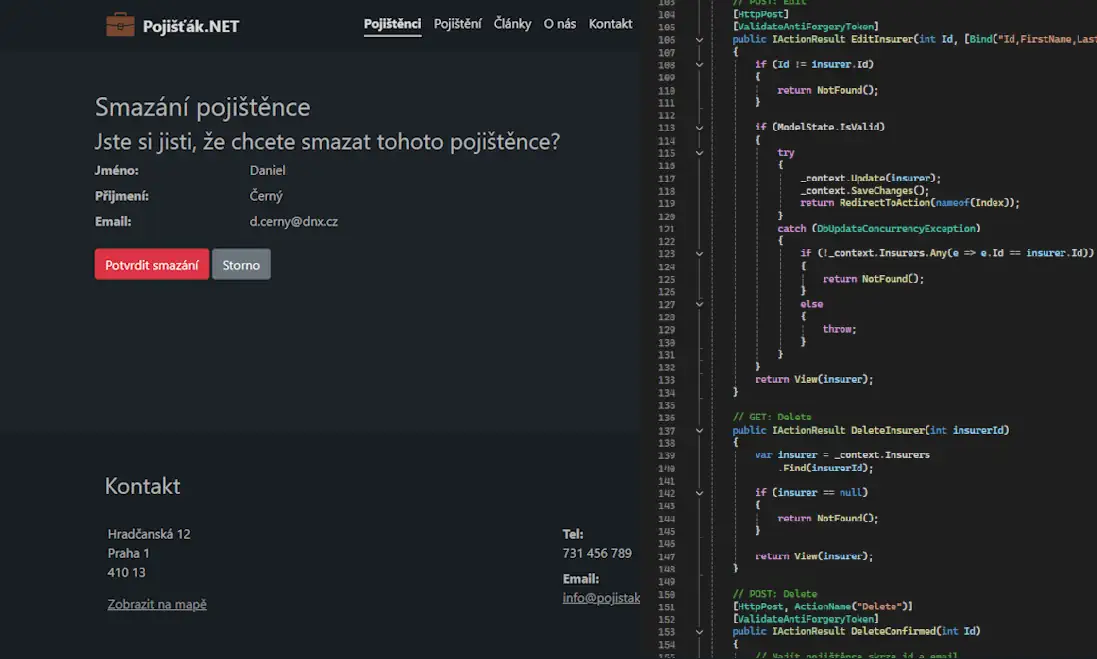 Pojišťák.NET
Pojištěnci Pojištění Články O nás Kontakt
Smazání pojištěnce
Jste si jisti, že chcete smazat tohoto pojištěnce?
Jméno: Daniel
Přijmení: Černý
Email: d.cerny@dnx.cz
Potvrdit smazání Storno
Kontakt
Hradčanská 12
Praha 1
410 13
Zobrazit na mapě
Tel:
731 456 789
Email:
info@pojistak
103 // POST: Edit
104 [HttpPost]
105 [ValidateAntiForgeryToken]
106 public IActionResult EditInsurer(int Id, [Bind("Id,FirstName,Last
107 {
108 if (Id != insurer.Id)
109 {
110 return NotFound();
111 }
112
113 if (ModelState.IsValid)
114 {
115 try
116 {
117 _context.Update(insurer);
118 _context.SaveChanges();
119 return RedirectToAction(nameof(Index));
120 }
121 catch (DbUpdateConcurrencyException)
122 {
123 if (!_context.Insurers.Any(e => e.Id == insurer.Id))
124 {
125 return NotFound();
126 }
127 else
128 {
129 throw;
130 }
131 }
132 }
133 return View(insurer);
134 }
135
136 // GET: Delete
137 public IActionResult DeleteInsurer(int insurerId)
138 {
139 var insurer = _context.Insurers
140 .Find(insurerId);
141
142 if (insurer == null)
143 {
144 return NotFound();
145 }
146
147 return View(insurer);
148 }
149
150 // POST: Delete
151 [HttpPost, ActionName("Delete")]
152 [ValidateAntiForgeryToken]
153 public IActionResult DeleteConfirmed(int Id)
154 {
155 // Najít pojištěnce skrze id a email